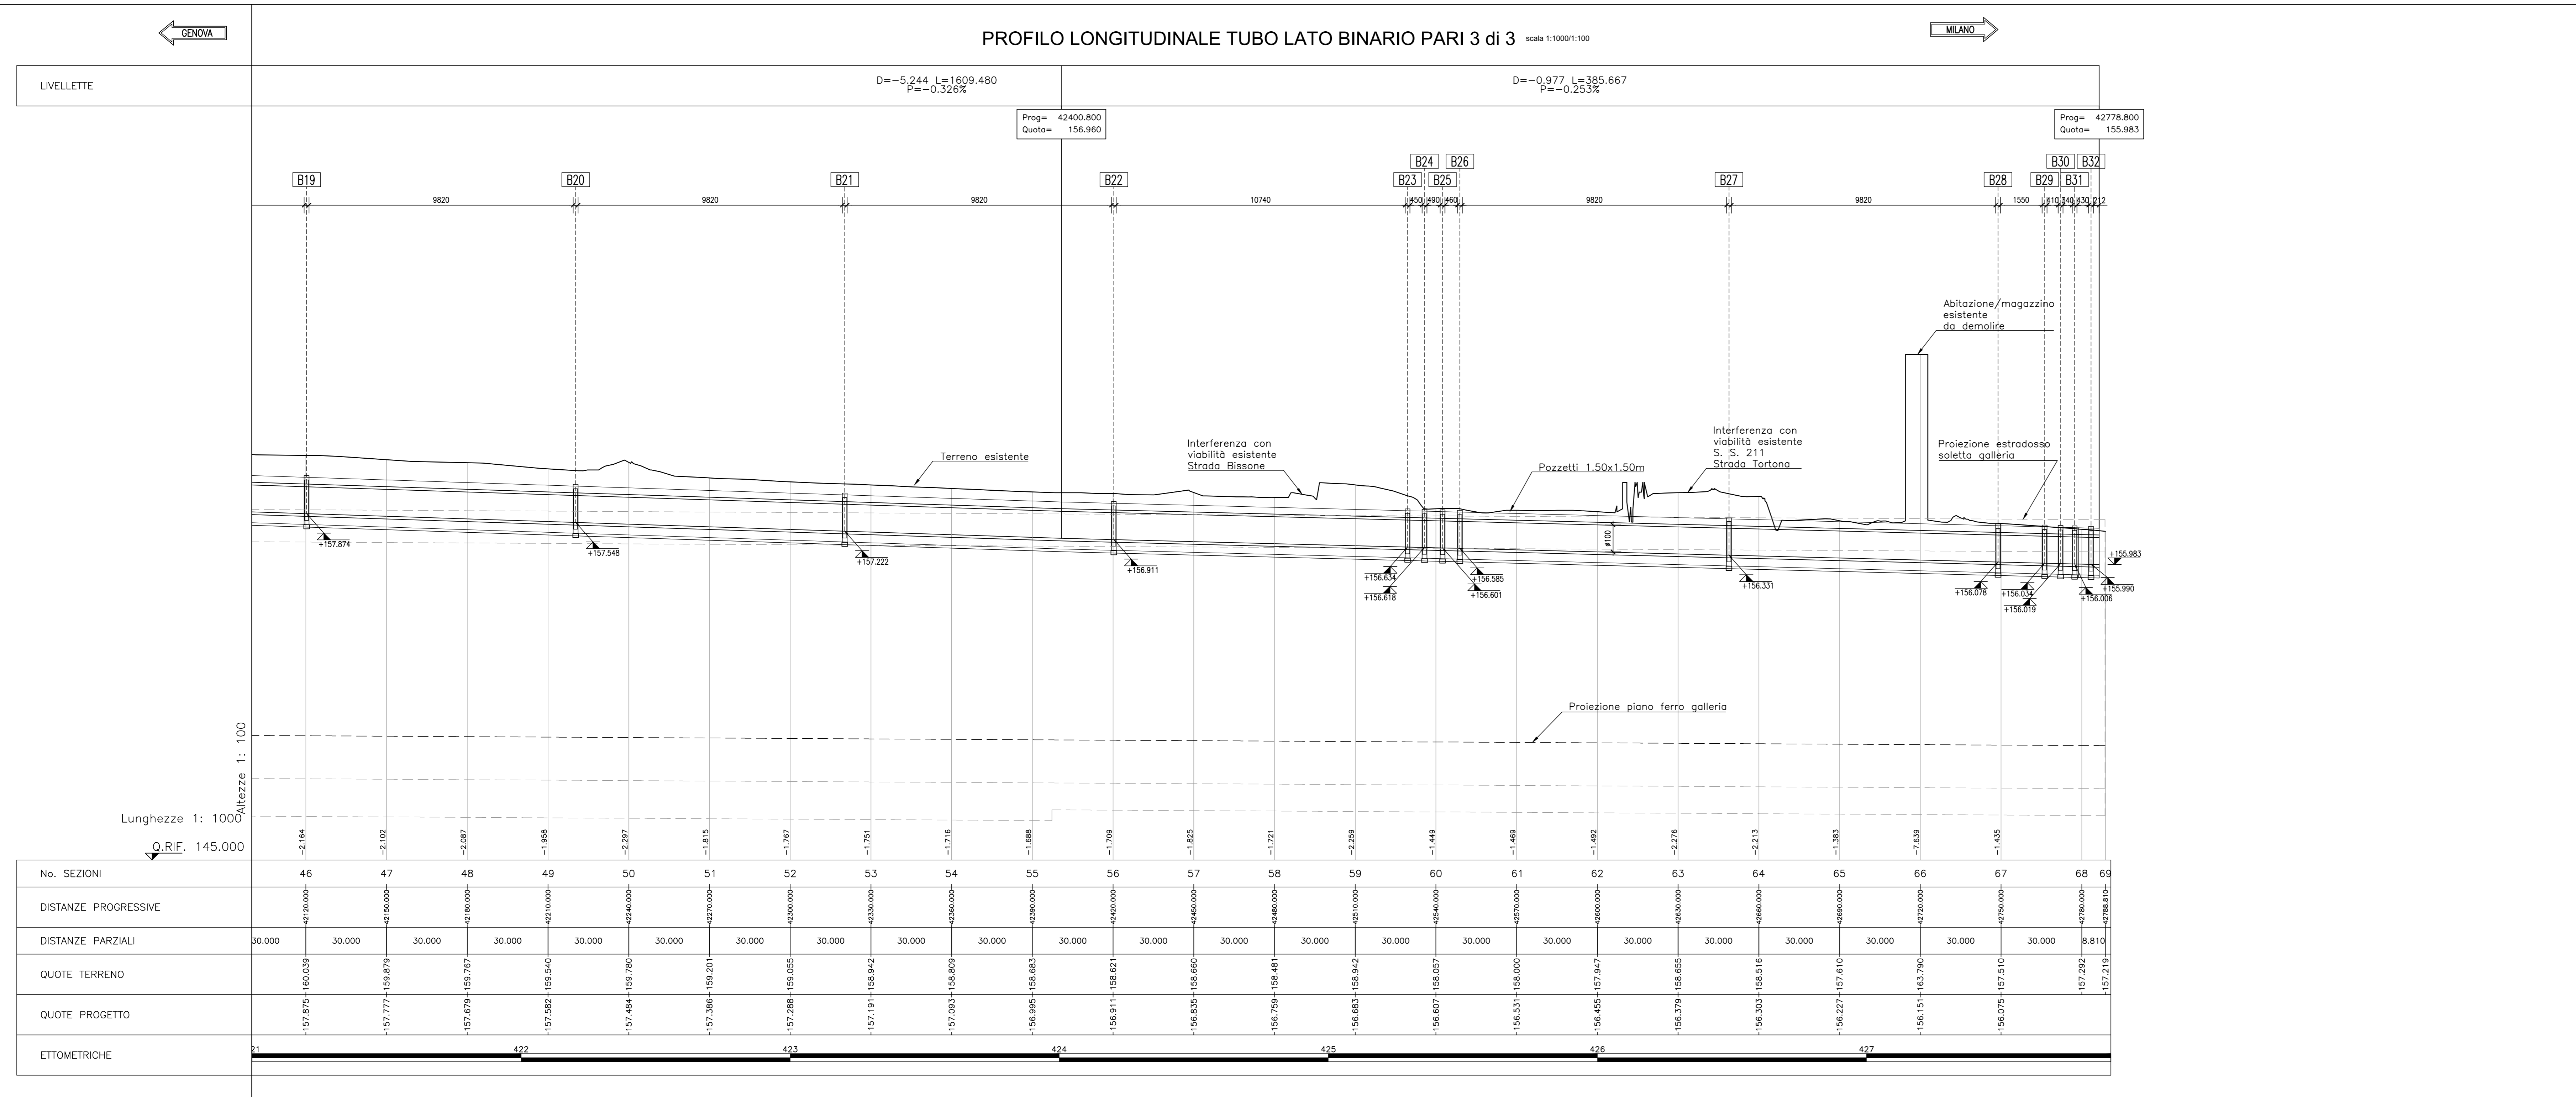 GENOVA
PROFILO LONGITUDINALE TUBO LATO BINARIO PARI 3 di 3 scala 1:1000/1:100
MILANO
LIVELLETTE
D=-5.244 L=1609.480
P=-0.326%
D=-0.977 L=385.667
P=-0.253%
Prog= 42400.800
Quota= 156.960
Prog= 42778.800
Quota= 155.983
B24 B26 B30 B32
B19 B20 B21 B22 B23 B25 B27 B28 B29 B31
9820 9820 9820 10740 450 490 460 9820 9820 1550 410 340 430 212
Abitazione/magazzino
esistente
da demolire
Terreno esistente
Interferenza con
viabilità esistente
Strada Bissone
Pozzetti 1.50x1.50m
Interferenza con
viabilità esistente
S. S. 211
Strada Tortona
Proiezione estradosso
soletta galleria
ø100
+157.874
+157.548
+157.222
+156.911
+156.634
+156.618
+156.585
+156.601
+156.331
+156.078
+156.034
+156.019
+156.006
+155.990
+155.983
Proiezione piano ferro galleria
Altezze 1: 100
Lunghezze 1: 1000
Q.RIF. 145.000
-2.164 -2.102 -2.087 -1.958 -2.297 -1.815 -1.767 -1.751 -1.716 -1.688 -1.709 -1.825 -1.721 -2.259 -1.449 -1.469 -1.492 -2.276 -2.213 -1.383 -7.639 -1.435
No. SEZIONI 46 47 48 49 50 51 52 53 54 55 56 57 58 59 60 61 62 63 64 65 66 67 68 69
DISTANZE PROGRESSIVE 42120.000 42150.000 42180.000 42210.000 42240.000 42270.000 42300.000 42330.000 42360.000 42390.000 42420.000 42450.000 42480.000 42510.000 42540.000 42570.000 42600.000 42630.000 42660.000 42690.000 42720.000 42750.000 42780.000 42788.810
DISTANZE PARZIALI 30.000 30.000 30.000 30.000 30.000 30.000 30.000 30.000 30.000 30.000 30.000 30.000 30.000 30.000 30.000 30.000 30.000 30.000 30.000 30.000 30.000 30.000 30.000 8.810
QUOTE TERRENO 160.039 159.879 159.767 159.540 159.780 159.201 159.055 158.942 158.809 158.683 158.621 158.660 158.481 158.942 158.057 158.000 157.947 158.655 158.516 157.610 163.790 157.510 157.292 157.219
QUOTE PROGETTO 157.875 157.777 157.679 157.582 157.484 157.386 157.288 157.191 157.093 156.995 156.911 156.835 156.759 156.683 156.607 156.531 156.455 156.379 156.303 156.227 156.151 156.075
ETTOMETRICHE 21 422 423 424 425 426 427